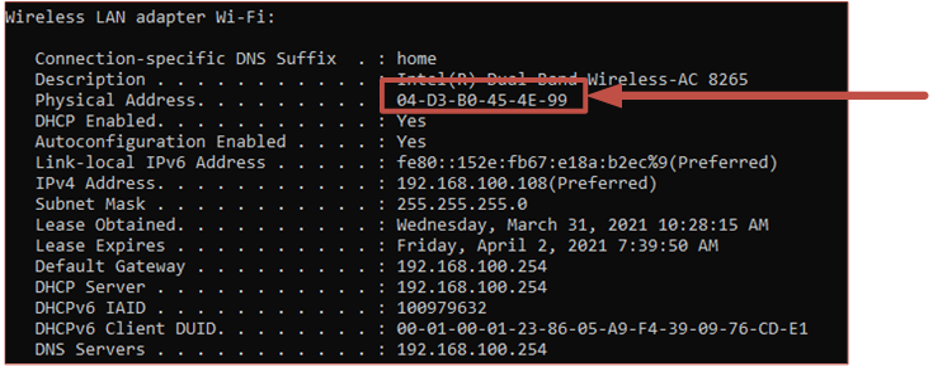 Wireless LAN adapter Wi-Fi:
Connection-specific DNS Suffix . : home
Description . . . . . . . . . . . : Intel(R) Dual Band Wireless-AC 8265
Physical Address. . . . . . . . . : 04-D3-B0-45-4E-99
DHCP Enabled. . . . . . . . . . . : Yes
Autoconfiguration Enabled . . . . : Yes
Link-local IPv6 Address . . . . . : fe80::152e:fb67:e18a:b2ec%9(Preferred)
IPv4 Address. . . . . . . . . . . : 192.168.100.108(Preferred)
Subnet Mask . . . . . . . . . . . : 255.255.255.0
Lease Obtained. . . . . . . . . . : Wednesday, March 31, 2021 10:28:15 AM
Lease Expires . . . . . . . . . . : Friday, April 2, 2021 7:39:50 AM
Default Gateway . . . . . . . . . : 192.168.100.254
DHCP Server . . . . . . . . . . . : 192.168.100.254
DHCPv6 IAID . . . . . . . . . . . : 100979632
DHCPv6 Client DUID. . . . . . . . : 00-01-00-01-23-86-05-A9-F4-39-09-76-CD-E1
DNS Servers . . . . . . . . . . . : 192.168.100.254